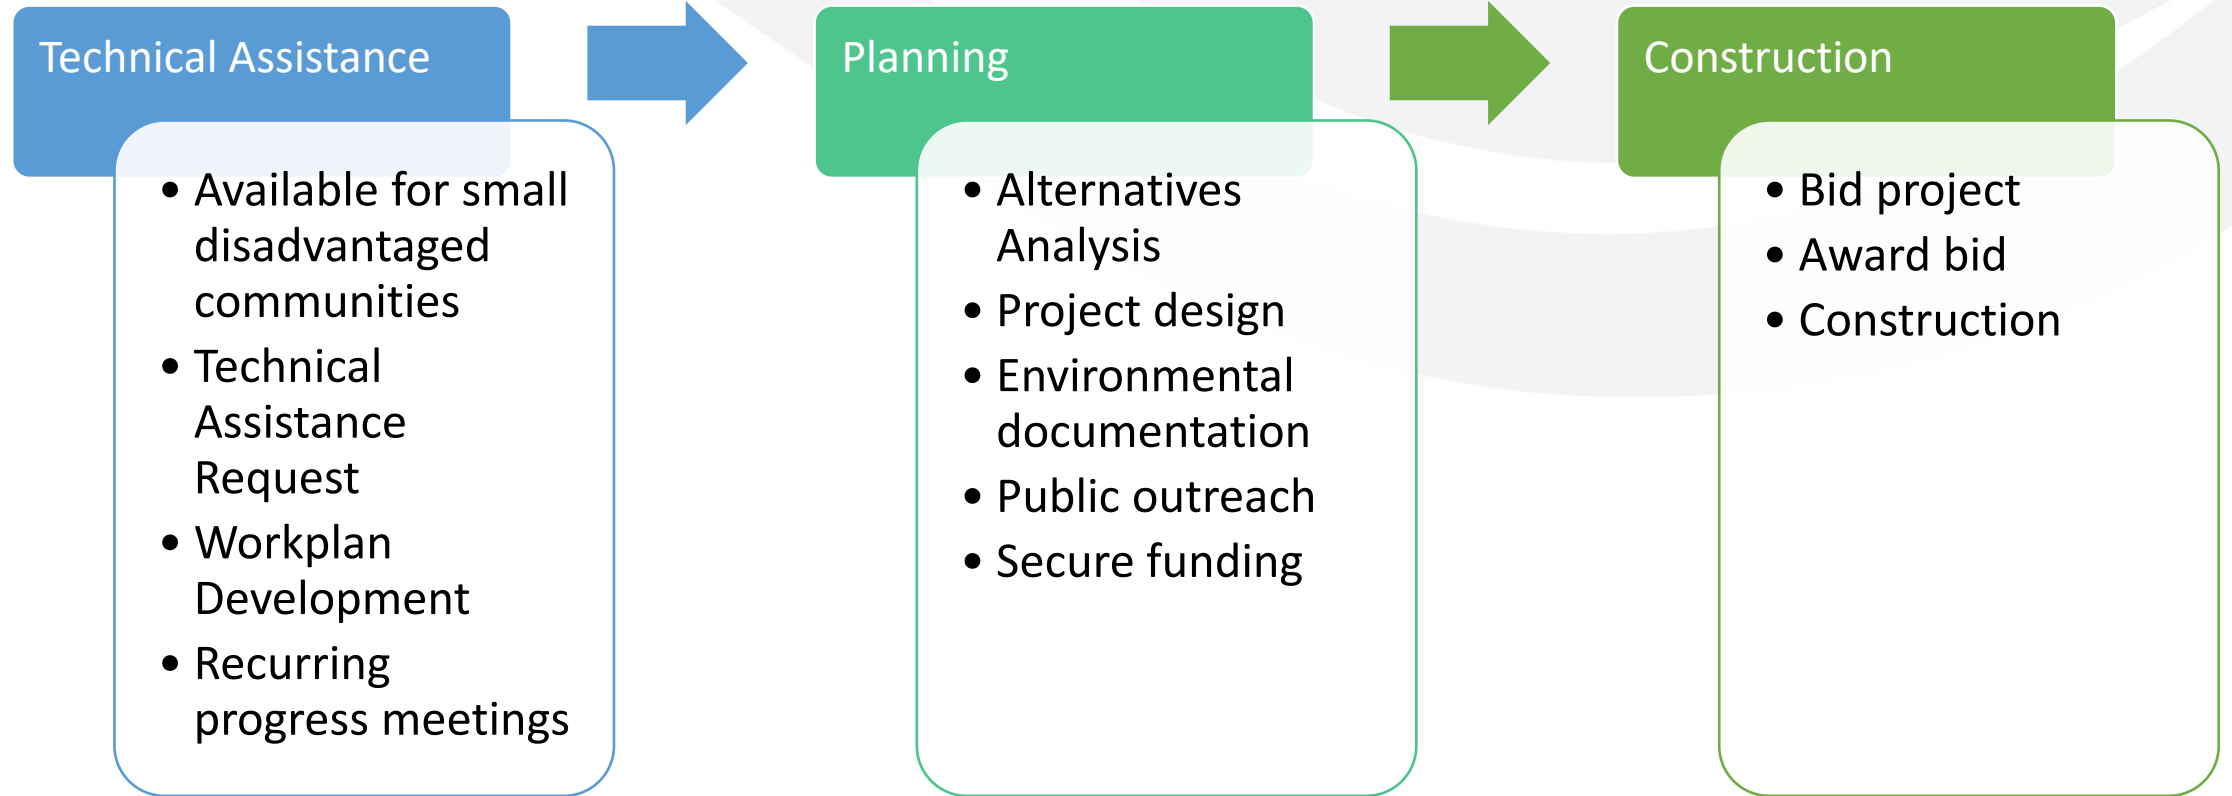 Technical Assistance
• Available for small
disadvantaged
communities
• Technical
Assistance
Request
• Workplan
Development
• Recurring
progress meetings
Planning
• Alternatives
Analysis
• Project design
• Environmental
documentation
• Public outreach
• Secure funding
Construction
• Bid project
• Award bid
• Construction